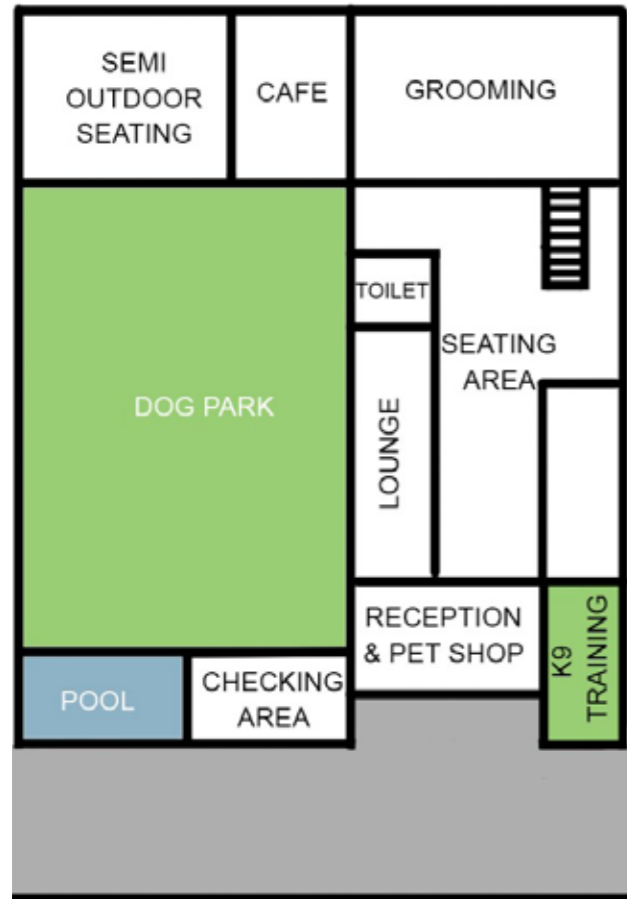 SEMI
OUTDOOR
SEATING
CAFE
GROOMING
TOILET
SEATING
AREA
DOG PARK
LOUNGE
RECEPTION
& PET SHOP
K9
TRAINING
POOL
CHECKING
AREA